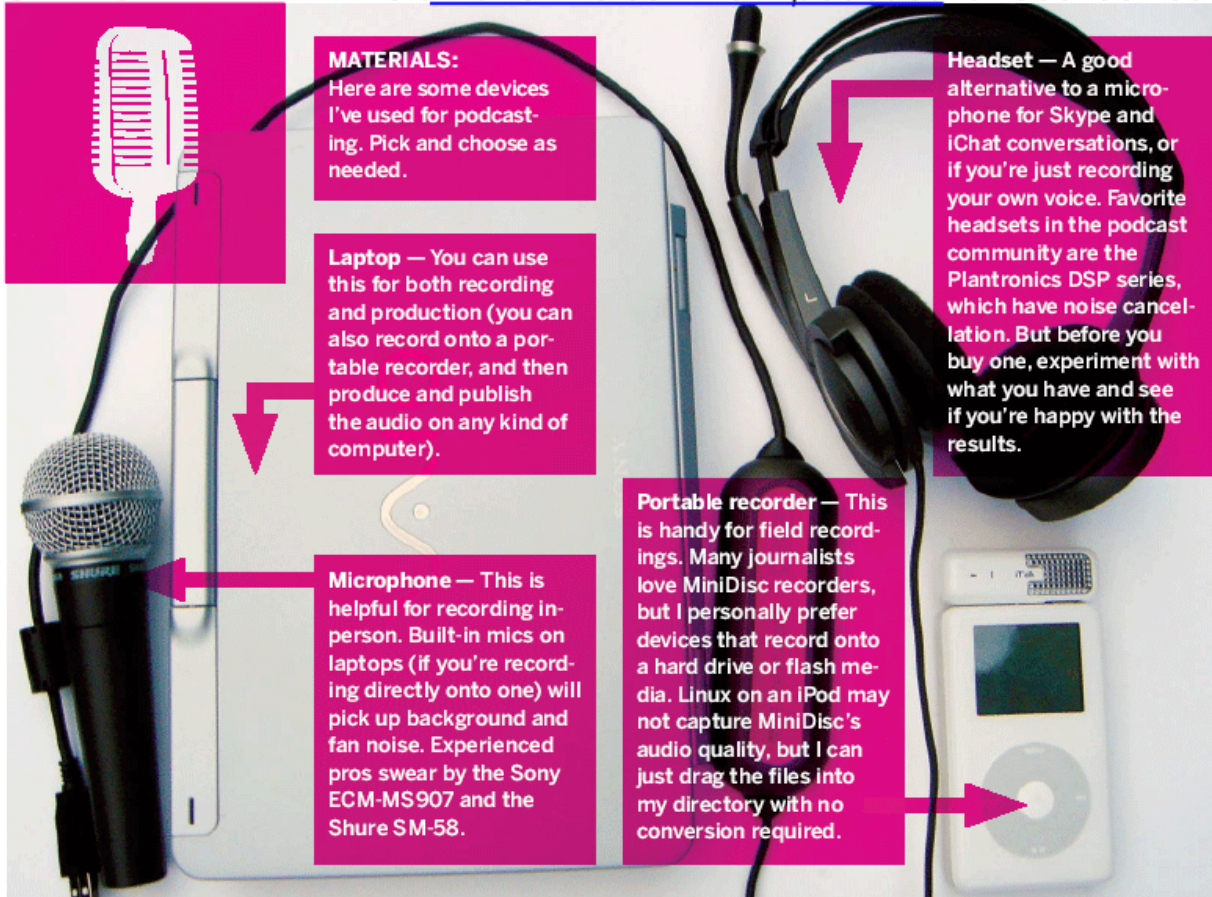 MATERIALS:
Here are some devices
I've used for podcast-
ing. Pick and choose as
needed.
Laptop — You can use
this for both recording
and production (you can
also record onto a por-
table recorder, and then
produce and publish
the audio on any kind of
computer).
Microphone — This is
helpful for recording in-
person. Built-in mics on
laptops (if you're record-
ing directly onto one) will
pick up background and
fan noise. Experienced
pros swear by the Sony
ECM-MS907 and the
Shure SM-58.
Portable recorder — This
is handy for field record-
ings. Many journalists
love MiniDisc recorders,
but I personally prefer
devices that record onto
a hard drive or flash me-
dia. Linux on an iPod may
not capture MiniDisc's
audio quality, but I can
just drag the files into
my directory with no
conversion required.
Headset — A good
alternative to a micro-
phone for Skype and
iChat conversations, or
if you're just recording
your own voice. Favorite
headsets in the podcast
community are the
Plantronics DSP series,
which have noise cancel-
lation. But before you
buy one, experiment with
what you have and see
if you're happy with the
results.
SHURE
iTalk